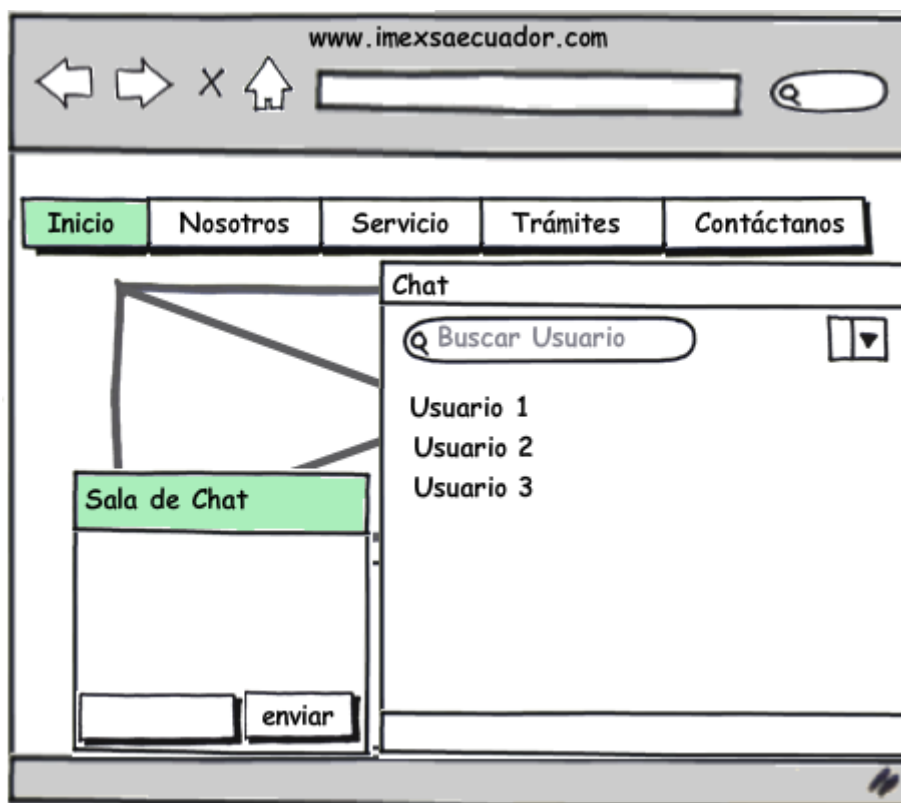 www.imexsaecuador.com
Inicio Nosotros Servicio Trámites Contáctanos
Chat
Buscar Usuario
Usuario 1
Usuario 2
Usuario 3
Sala de Chat
enviar